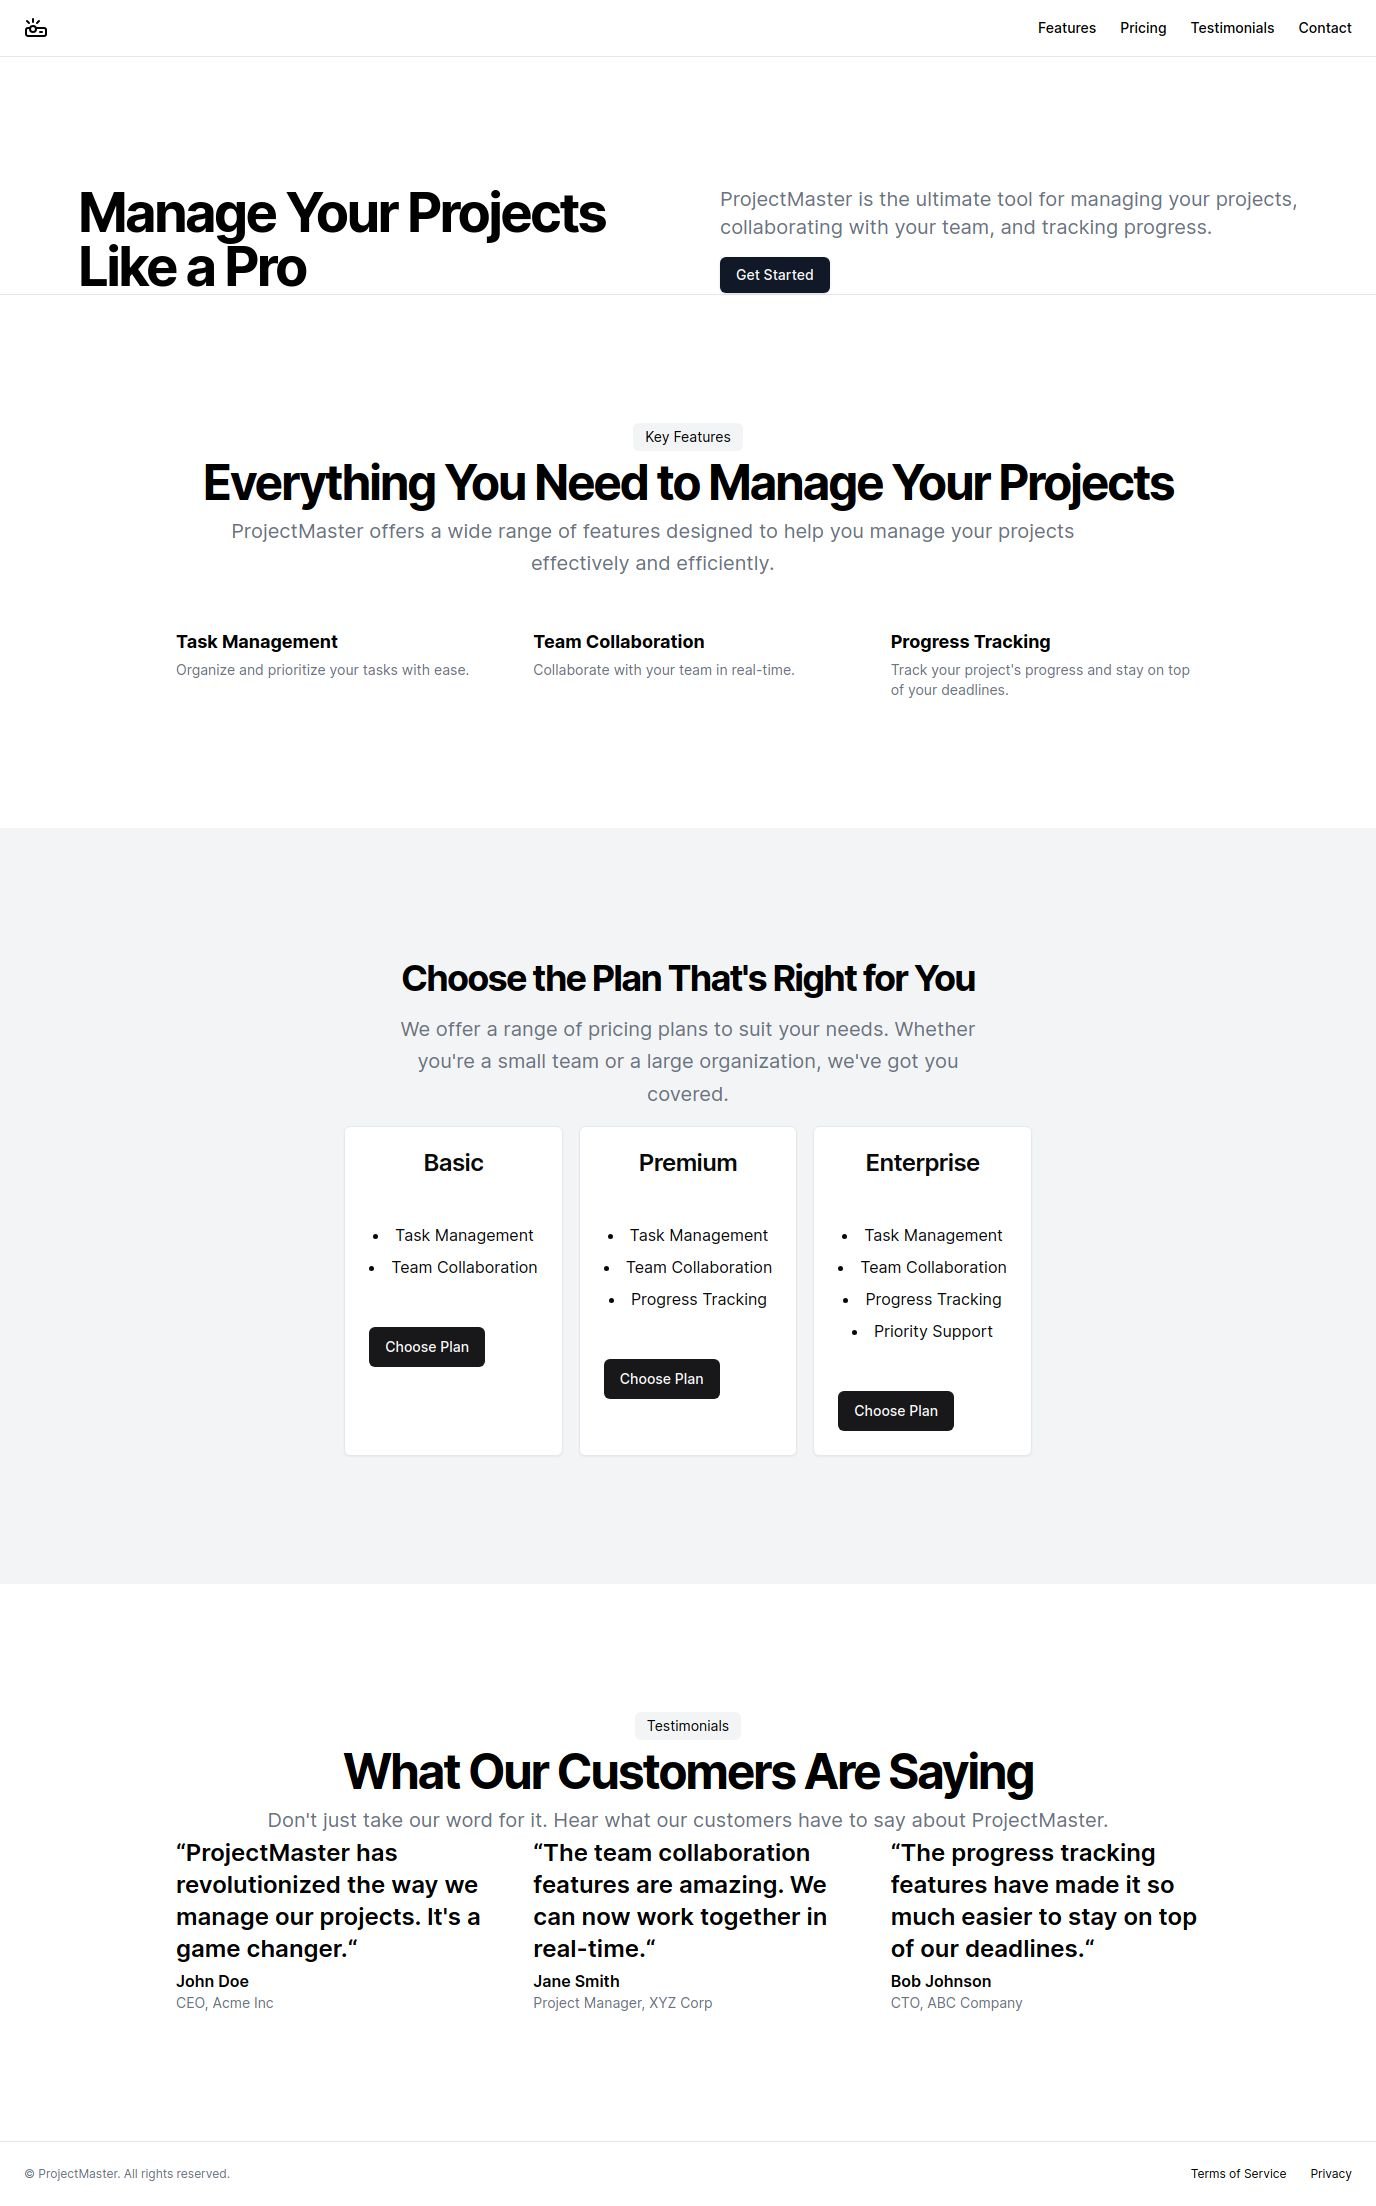 Features Pricing Testimonials Contact
Manage Your Projects
Like a Pro
ProjectMaster is the ultimate tool for managing your projects,
collaborating with your team, and tracking progress.
Get Started
Key Features
Everything You Need to Manage Your Projects
ProjectMaster offers a wide range of features designed to help you manage your projects
effectively and efficiently.
Task Management
Organize and prioritize your tasks with ease.
Team Collaboration
Collaborate with your team in real-time.
Progress Tracking
Track your project's progress and stay on top
of your deadlines.
Choose the Plan That's Right for You
We offer a range of pricing plans to suit your needs. Whether
you're a small team or a large organization, we've got you
covered.
Basic
• Task Management
• Team Collaboration
Choose Plan
Premium
• Task Management
• Team Collaboration
• Progress Tracking
Choose Plan
Enterprise
• Task Management
• Team Collaboration
• Progress Tracking
• Priority Support
Choose Plan
Testimonials
What Our Customers Are Saying
Don't just take our word for it. Hear what our customers have to say about ProjectMaster.
“ProjectMaster has
revolutionized the way we
manage our projects. It's a
game changer.“
John Doe
CEO, Acme Inc
“The team collaboration
features are amazing. We
can now work together in
real-time.“
Jane Smith
Project Manager, XYZ Corp
“The progress tracking
features have made it so
much easier to stay on top
of our deadlines.“
Bob Johnson
CTO, ABC Company
© ProjectMaster. All rights reserved.
Terms of Service Privacy